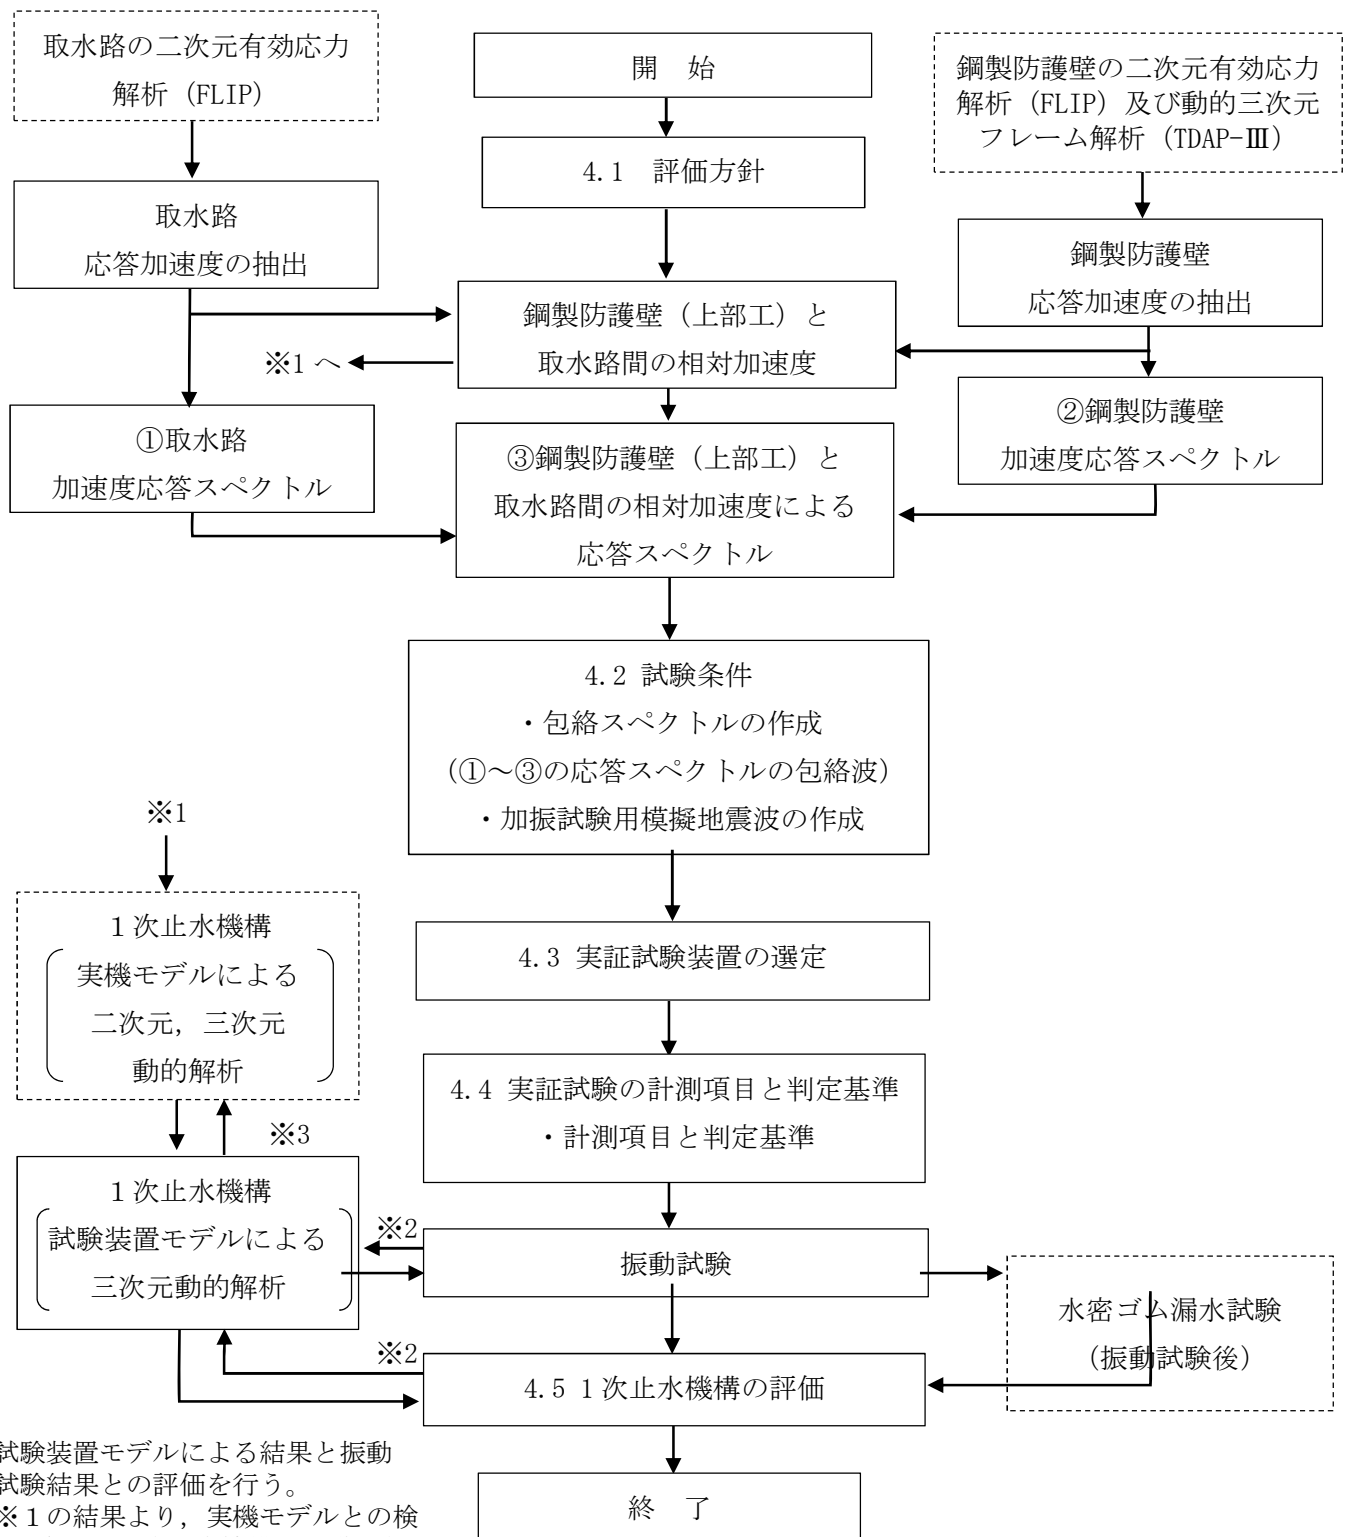 取水路の二次元有効応力
解析（FLIP）
開　始
鋼製防護壁の二次元有効応力
解析（FLIP）及び動的三次元
フレーム解析（TDAP-Ⅲ）
4.1　評価方針
取水路
応答加速度の抽出
鋼製防護壁
応答加速度の抽出
鋼製防護壁（上部工）と
取水路間の相対加速度
※1 へ
①取水路
加速度応答スペクトル
②鋼製防護壁
加速度応答スペクトル
③鋼製防護壁（上部工）と
取水路間の相対加速度による
応答スペクトル
4.2 試験条件
・包絡スペクトルの作成
（①～③の応答スペクトルの包絡波）
・加振試験用模擬地震波の作成
※1
１次止水機構
実機モデルによる
二次元，三次元
動的解析
4.3 実証試験装置の選定
4.4 実証試験の計測項目と判定基準
・計測項目と判定基準
※3
１次止水機構
試験装置モデルによる
三次元動的解析
※2
振動試験
水密ゴム漏水試験
（振動試験後）
※2
4.5 １次止水機構の評価
試験装置モデルによる結果と振動
試験結果との評価を行う。
※１の結果より，実機モデルとの検
終　了